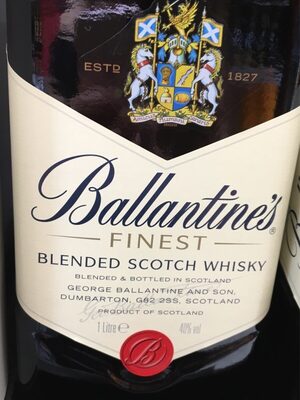 ESTD 1827
Ballantine's
FINEST
BLENDED SCOTCH WHISKY
BLENDED & BOTTLED IN SCOTLAND
GEORGE BALLANTINE AND SON,
DUMBARTON, G82 2SS, SCOTLAND
PRODUCT OF SCOTLAND
1 Litre e 40% vol
B